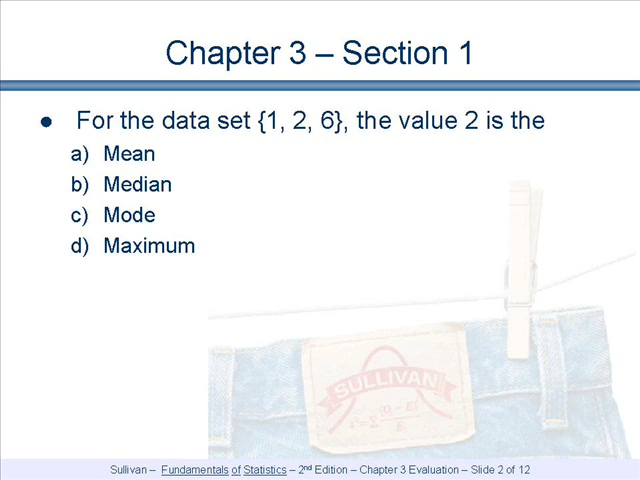 Chapter 3 – Section 1
● For the data set {1, 2, 6}, the value 2 is the
a) Mean
b) Median
c) Mode
d) Maximum
SULLIVAN
Sullivan – Fundamentals of Statistics – 2nd Edition – Chapter 3 Evaluation – Slide 2 of 12